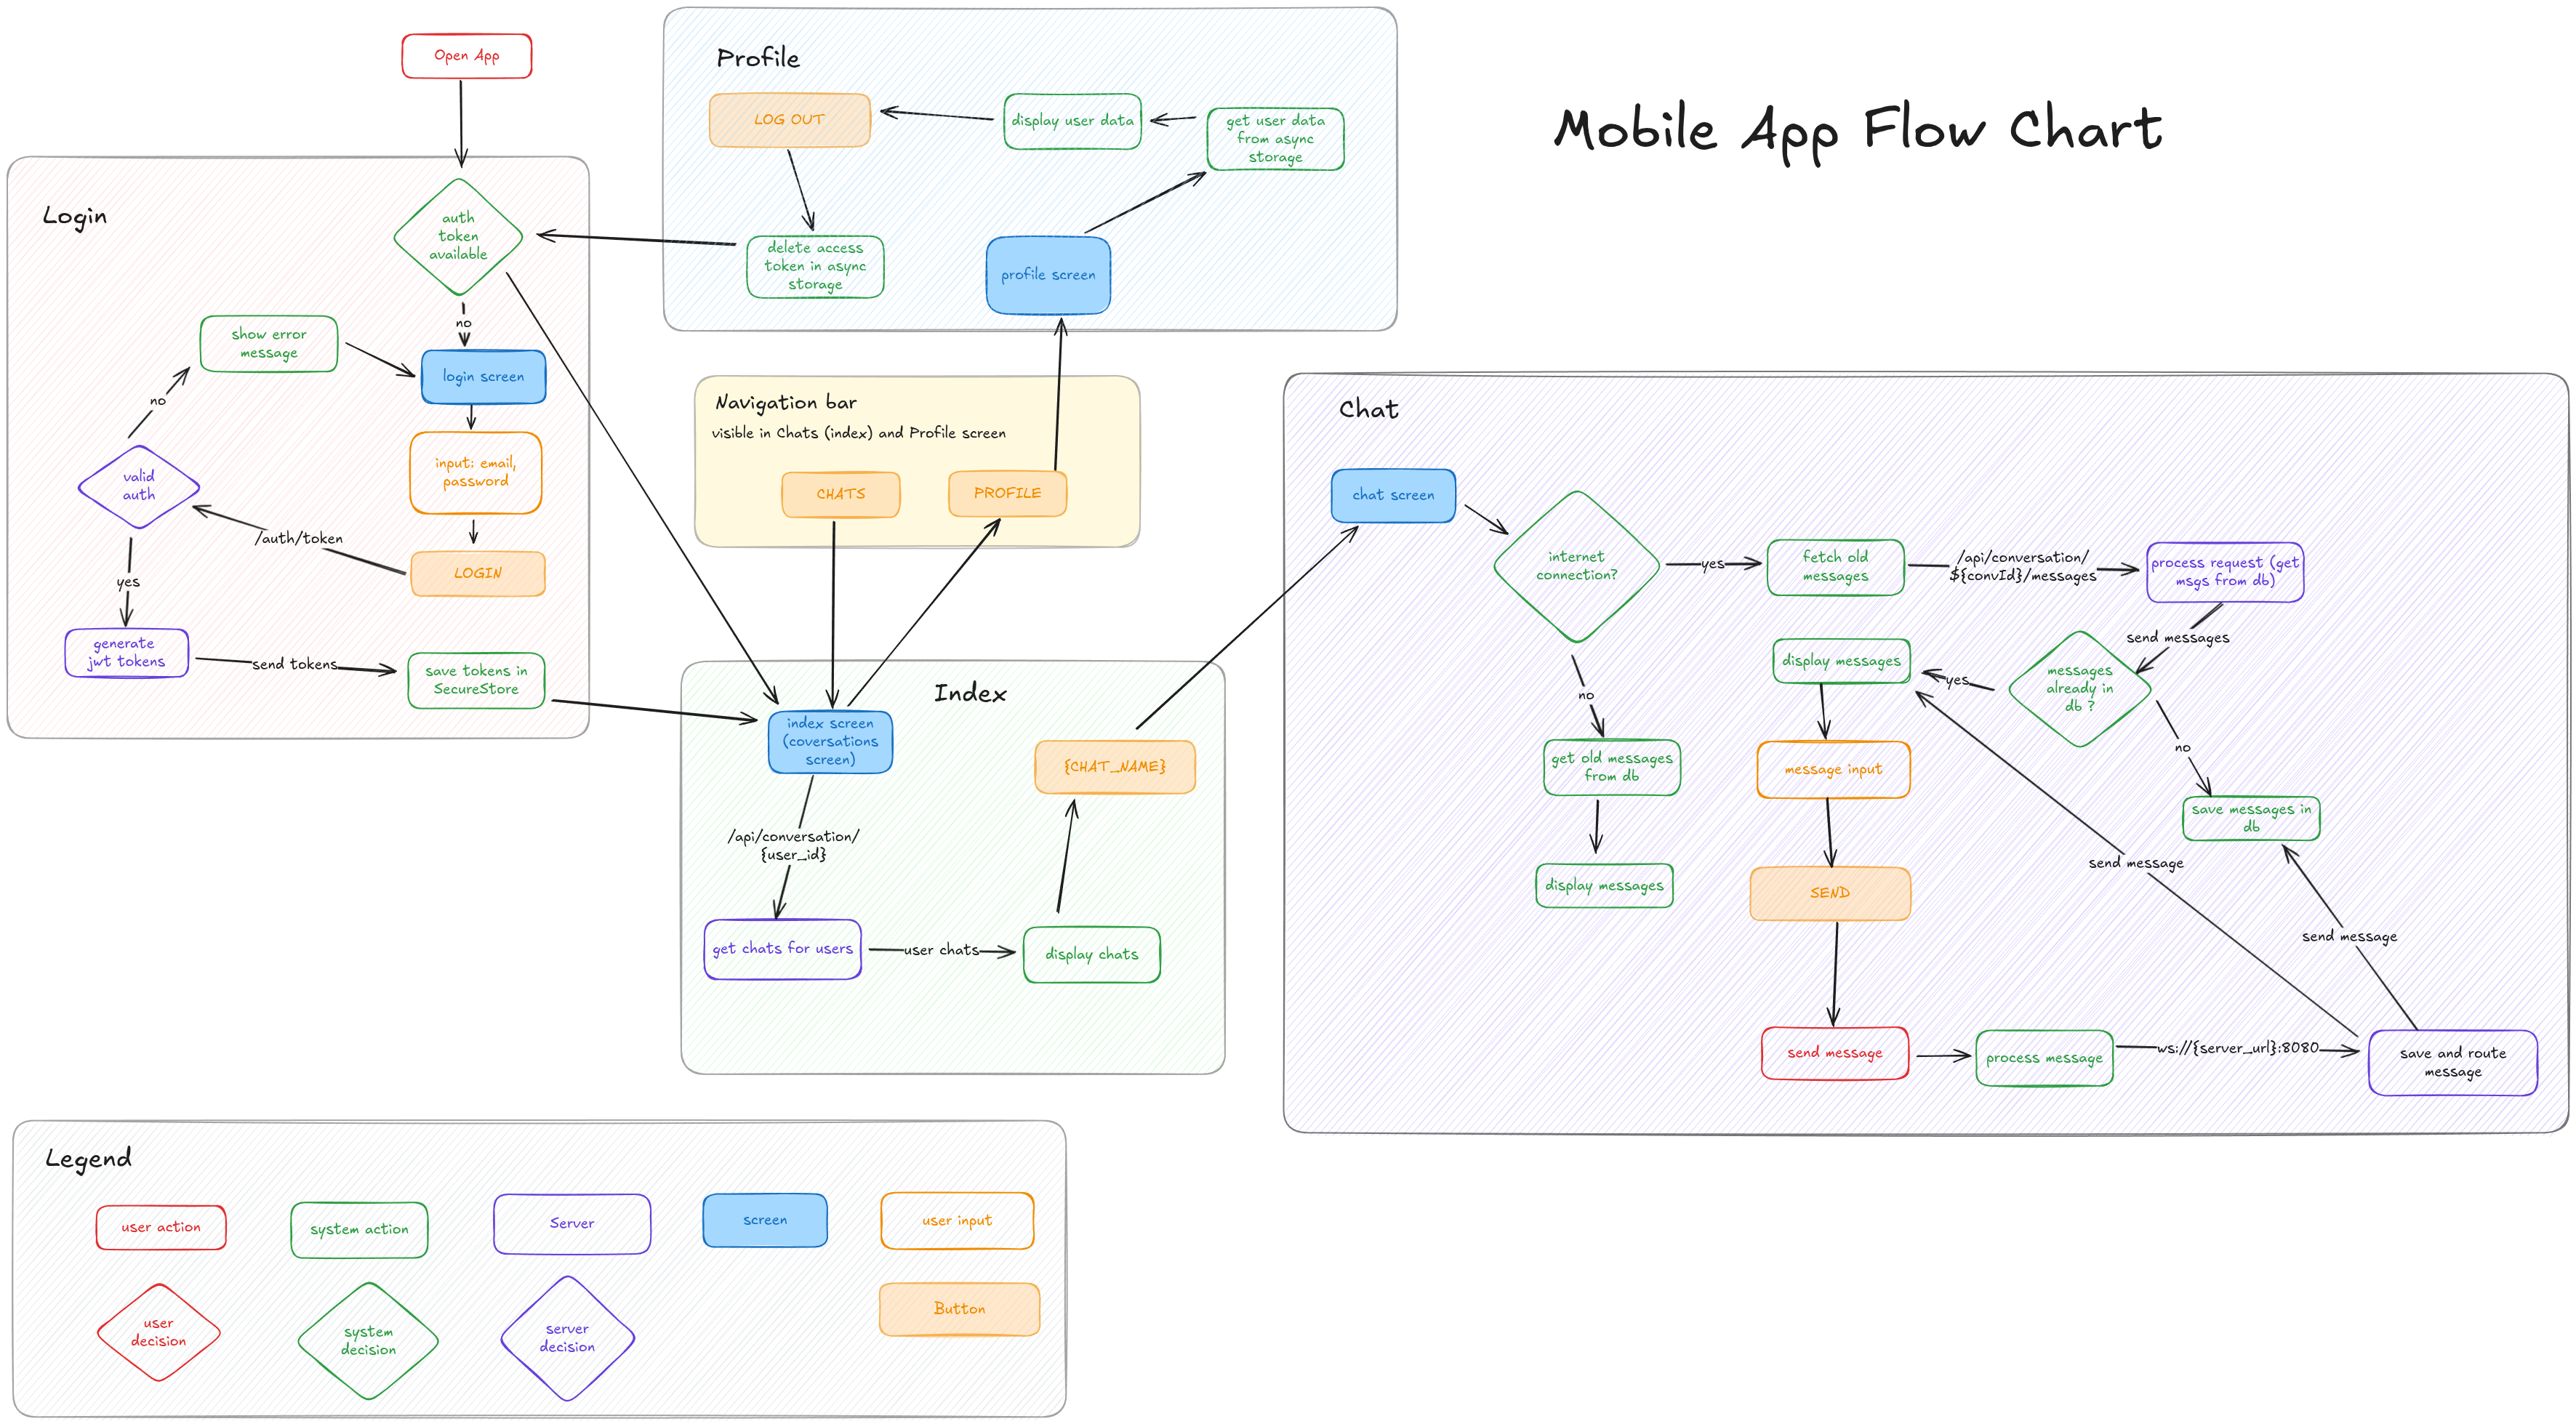 Mobile App Flow Chart
Open App
Login
auth
token
available
no
show error
message
login screen
no
input: email,
password
valid
auth
/auth/token
LOGIN
yes
generate
jwt tokens
send tokens
save tokens in
SecureStore
Profile
LOG OUT
display user data
get user data
from async
storage
delete access
token in async
storage
profile screen
Navigation bar
visible in Chats (index) and Profile screen
CHATS
PROFILE
Index
index screen
(coversations
screen)
{CHAT_NAME}
/api/conversation/
{user_id}
get chats for users
user chats
display chats
Chat
chat screen
internet
connection?
yes
fetch old
messages
/api/conversation/
${convId}/messages
process request (get
msgs from db)
send messages
display messages
yes
messages
already in
db ?
no
no
get old messages
from db
message input
save messages in
db
display messages
send message
SEND
send message
send message
process message
ws://{server_url}:8080
save and route
message
Legend
user action
system action
Server
screen
user input
user
decision
system
decision
server
decision
Button